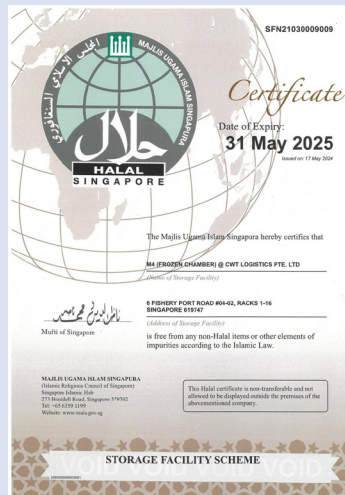 SFN21030009009
المجلس الإسلامي السنغافوري
MAJLIS UGAMA ISLAM SINGAPURA
حلال
HALAL
SINGAPORE
Certificate
Date of Expiry:
31 May 2025
Issued on: 17 May 2024
The Majlis Ugama Islam Singapura hereby certifies that
M4 (FROZEN CHAMBER) @ CWT LOGISTICS PTE. LTD
(Name of Storage Facility)
6 FISHERY PORT ROAD #04-02, RACKS 1-16
SINGAPORE 619747
(Address of Storage Facility)
Mufti of Singapore
is free from any non-Halal items or other elements of
impurities according to the Islamic Law.
MAJLIS UGAMA ISLAM SINGAPURA
(Islamic Religious Council of Singapore)
Singapore Islamic Hub
273 Braddell Road, Singapore 579702
Tel: +65 6359 1199
Website: www.muis.gov.sg
This Halal certificate is non-transferable and not
allowed to be displayed outside the premises of the
abovementioned company.
VOID VOID VOID VOID
STORAGE FACILITY SCHEME